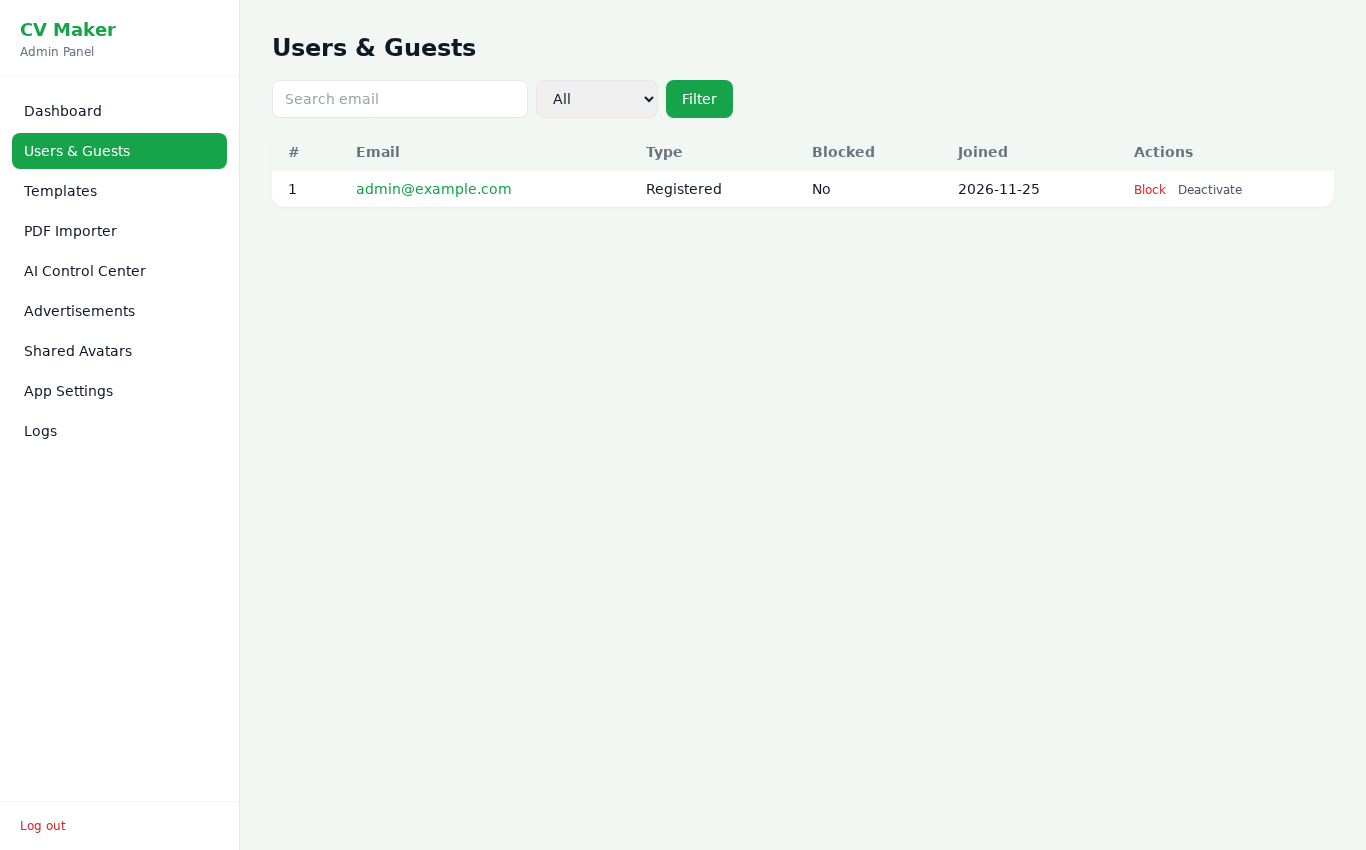 CV Maker
Admin Panel
Dashboard
Users & Guests
Templates
PDF Importer
AI Control Center
Advertisements
Shared Avatars
App Settings
Logs
Log out
Users & Guests
Search email All Filter
# Email Type Blocked Joined Actions
1 admin@example.com Registered No 2026-11-25 Block Deactivate